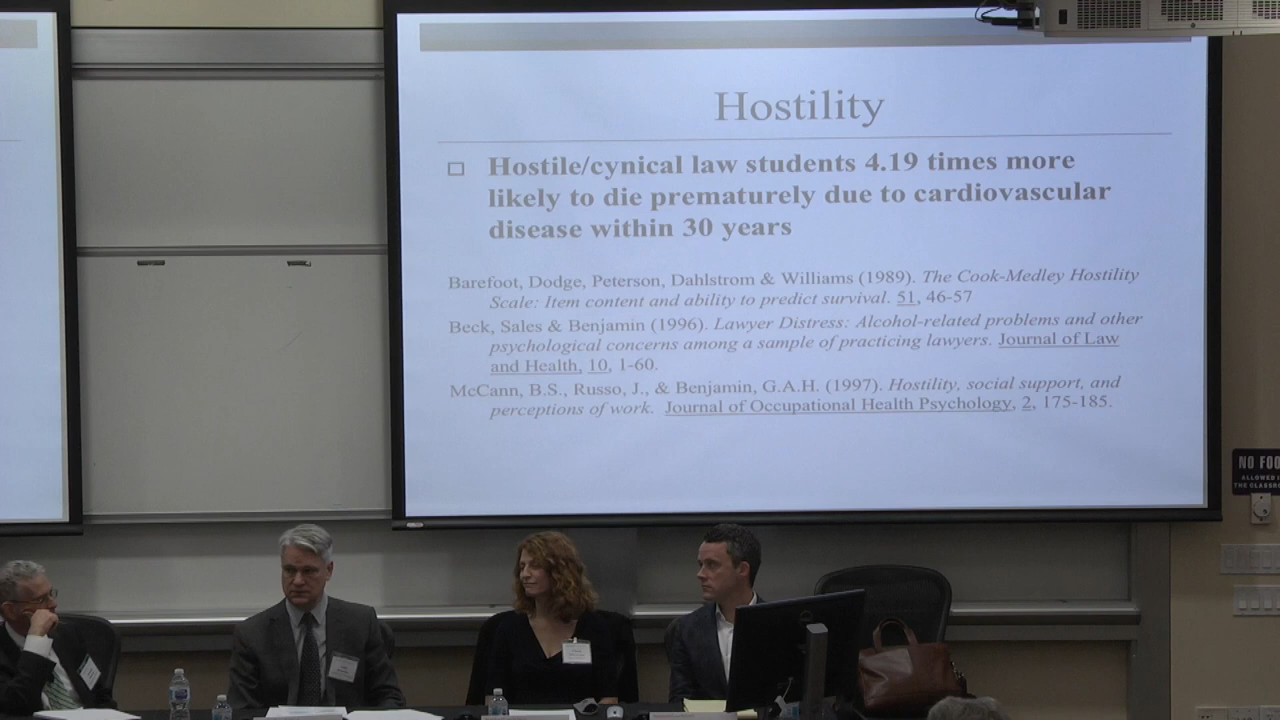 Hostility
Hostile/cynical law students 4.19 times more
likely to die prematurely due to cardiovascular
disease within 30 years
Barefoot, Dodge, Peterson, Dahlstrom & Williams (1989). The Cook-Medley Hostility
Scale: Item content and ability to predict survival. 51, 46-57
Beck, Sales & Benjamin (1996). Lawyer Distress: Alcohol-related problems and other
psychological concerns among a sample of practicing lawyers. Journal of Law
and Health, 10, 1-60.
McCann, B.S., Russo, J., & Benjamin, G.A.H. (1997). Hostility, social support, and
perceptions of work. Journal of Occupational Health Psychology, 2, 175-185.
NO FOO
ALLOWED I
THE CLASSRO